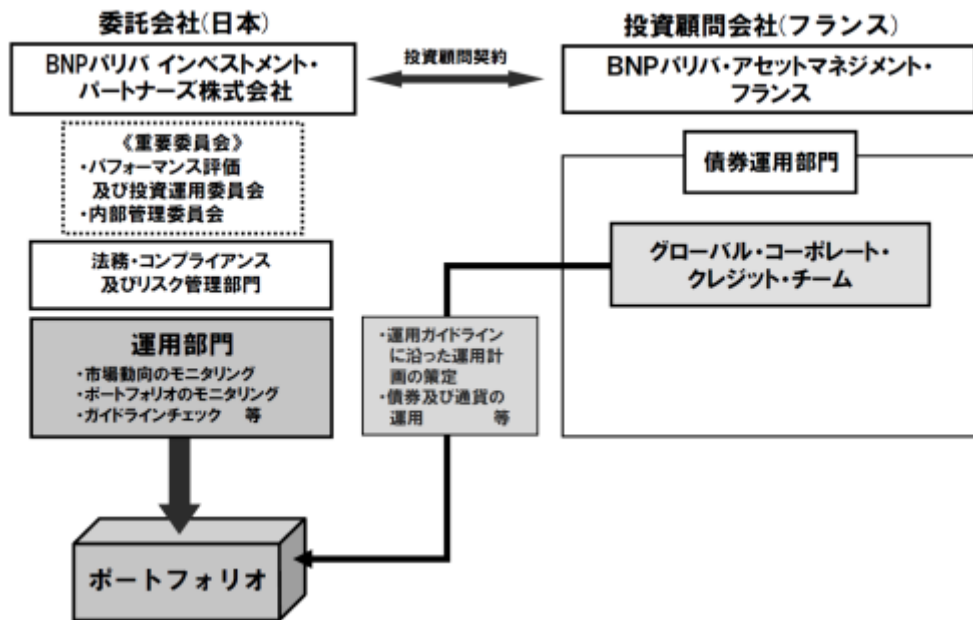 委託会社(日本)
BNPパリバ インベストメント・
パートナーズ株式会社
《重要委員会》
・パフォーマンス評価
及び投資運用委員会
・内部管理委員会
法務・コンプライアンス
及びリスク管理部門
運用部門
・市場動向のモニタリング
・ポートフォリオのモニタリング
・ガイドラインチェック 等
投資顧問契約
投資顧問会社(フランス)
BNPパリバ・アセットマネジメント・
フランス
債券運用部門
グローバル・コーポレート・
クレジット・チーム
・運用ガイドライン
に沿った運用計
画の策定
・債券及び通貨の
運用 等
ポートフォリオ